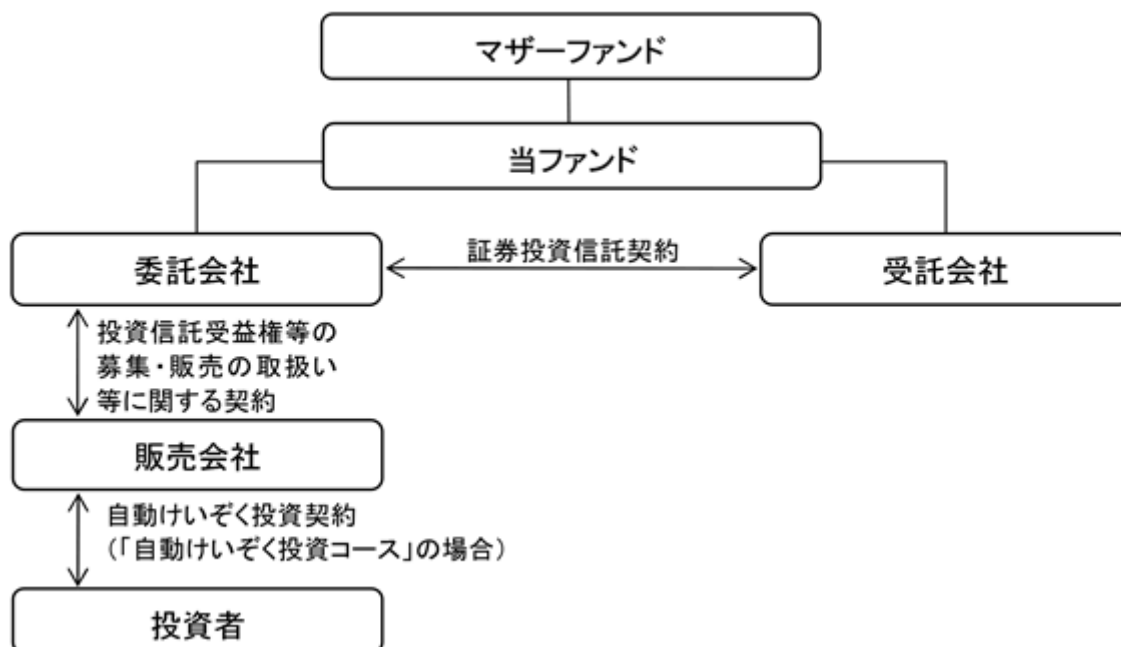 マザーファンド
当ファンド
委託会社
証券投資信託契約
受託会社
投資信託受益権等の
募集・販売の取扱い
等に関する契約
販売会社
自動けいぞく投資契約
(「自動けいぞく投資コース」の場合)
投資者